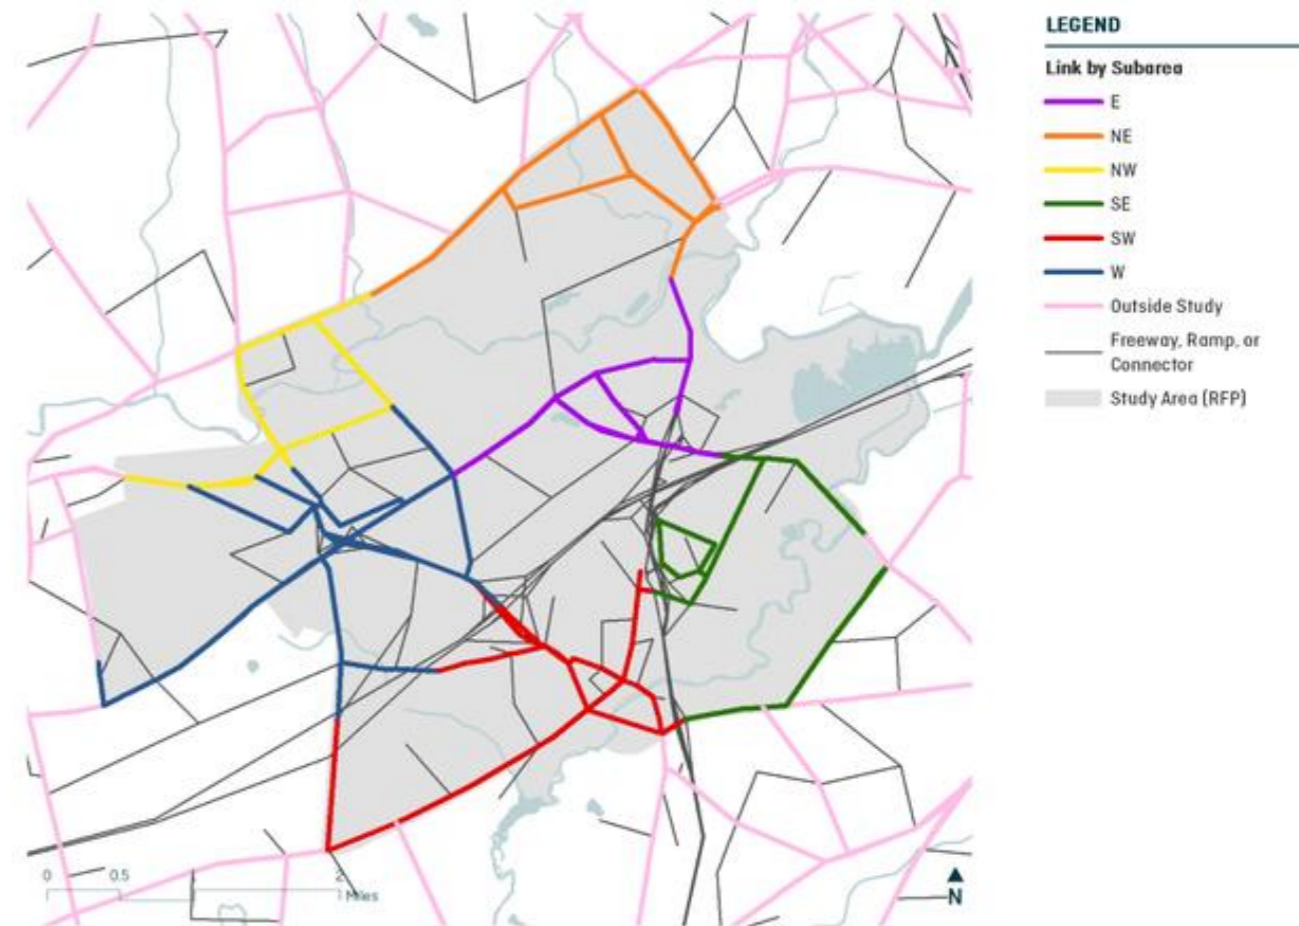 LEGEND
Link by Subarea
E
NE
NW
SE
SW
W
Outside Study
Freeway, Ramp, or
Connector
Study Area (RFP)
0 0.5 2
Miles
N